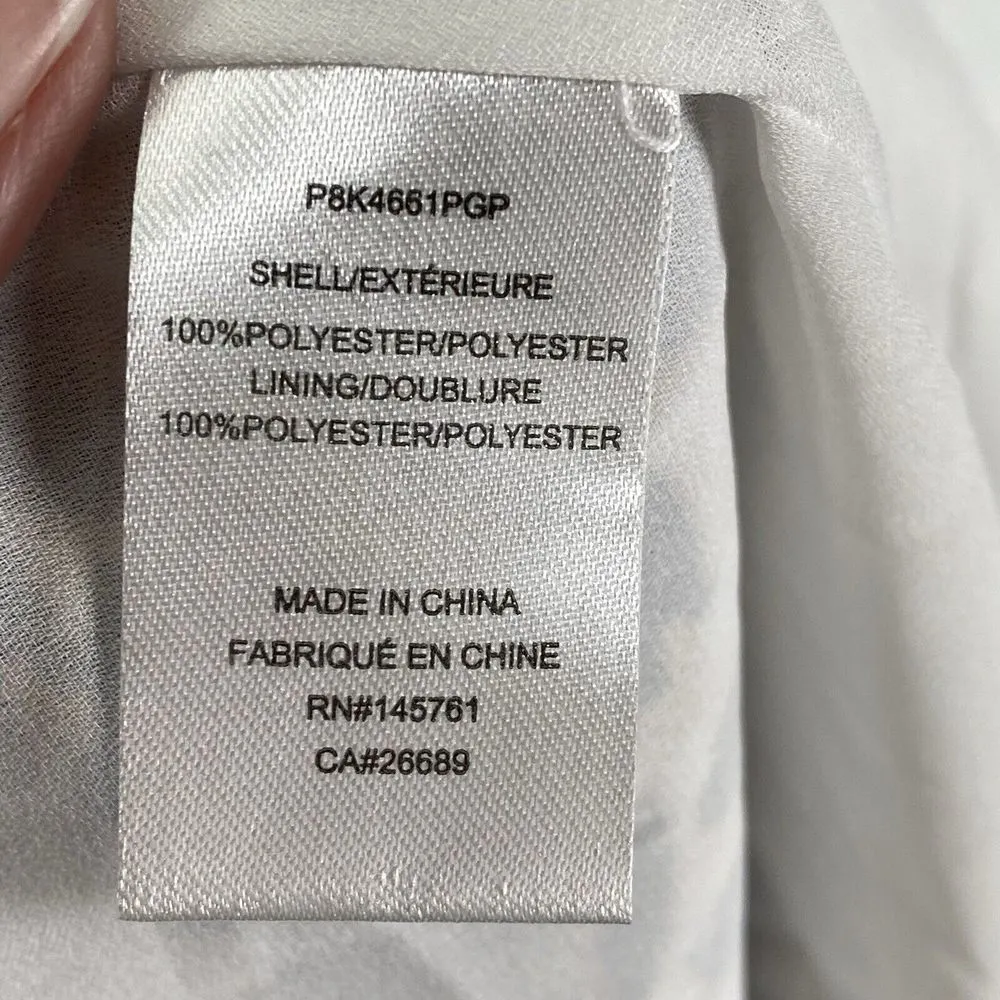 P8K4661PGP
SHELL/EXTÉRIEURE
100%POLYESTER/POLYESTER
LINING/DOUBLURE
100%POLYESTER/POLYESTER
MADE IN CHINA
FABRIQUÉ EN CHINE
RN#145761
CA#26689